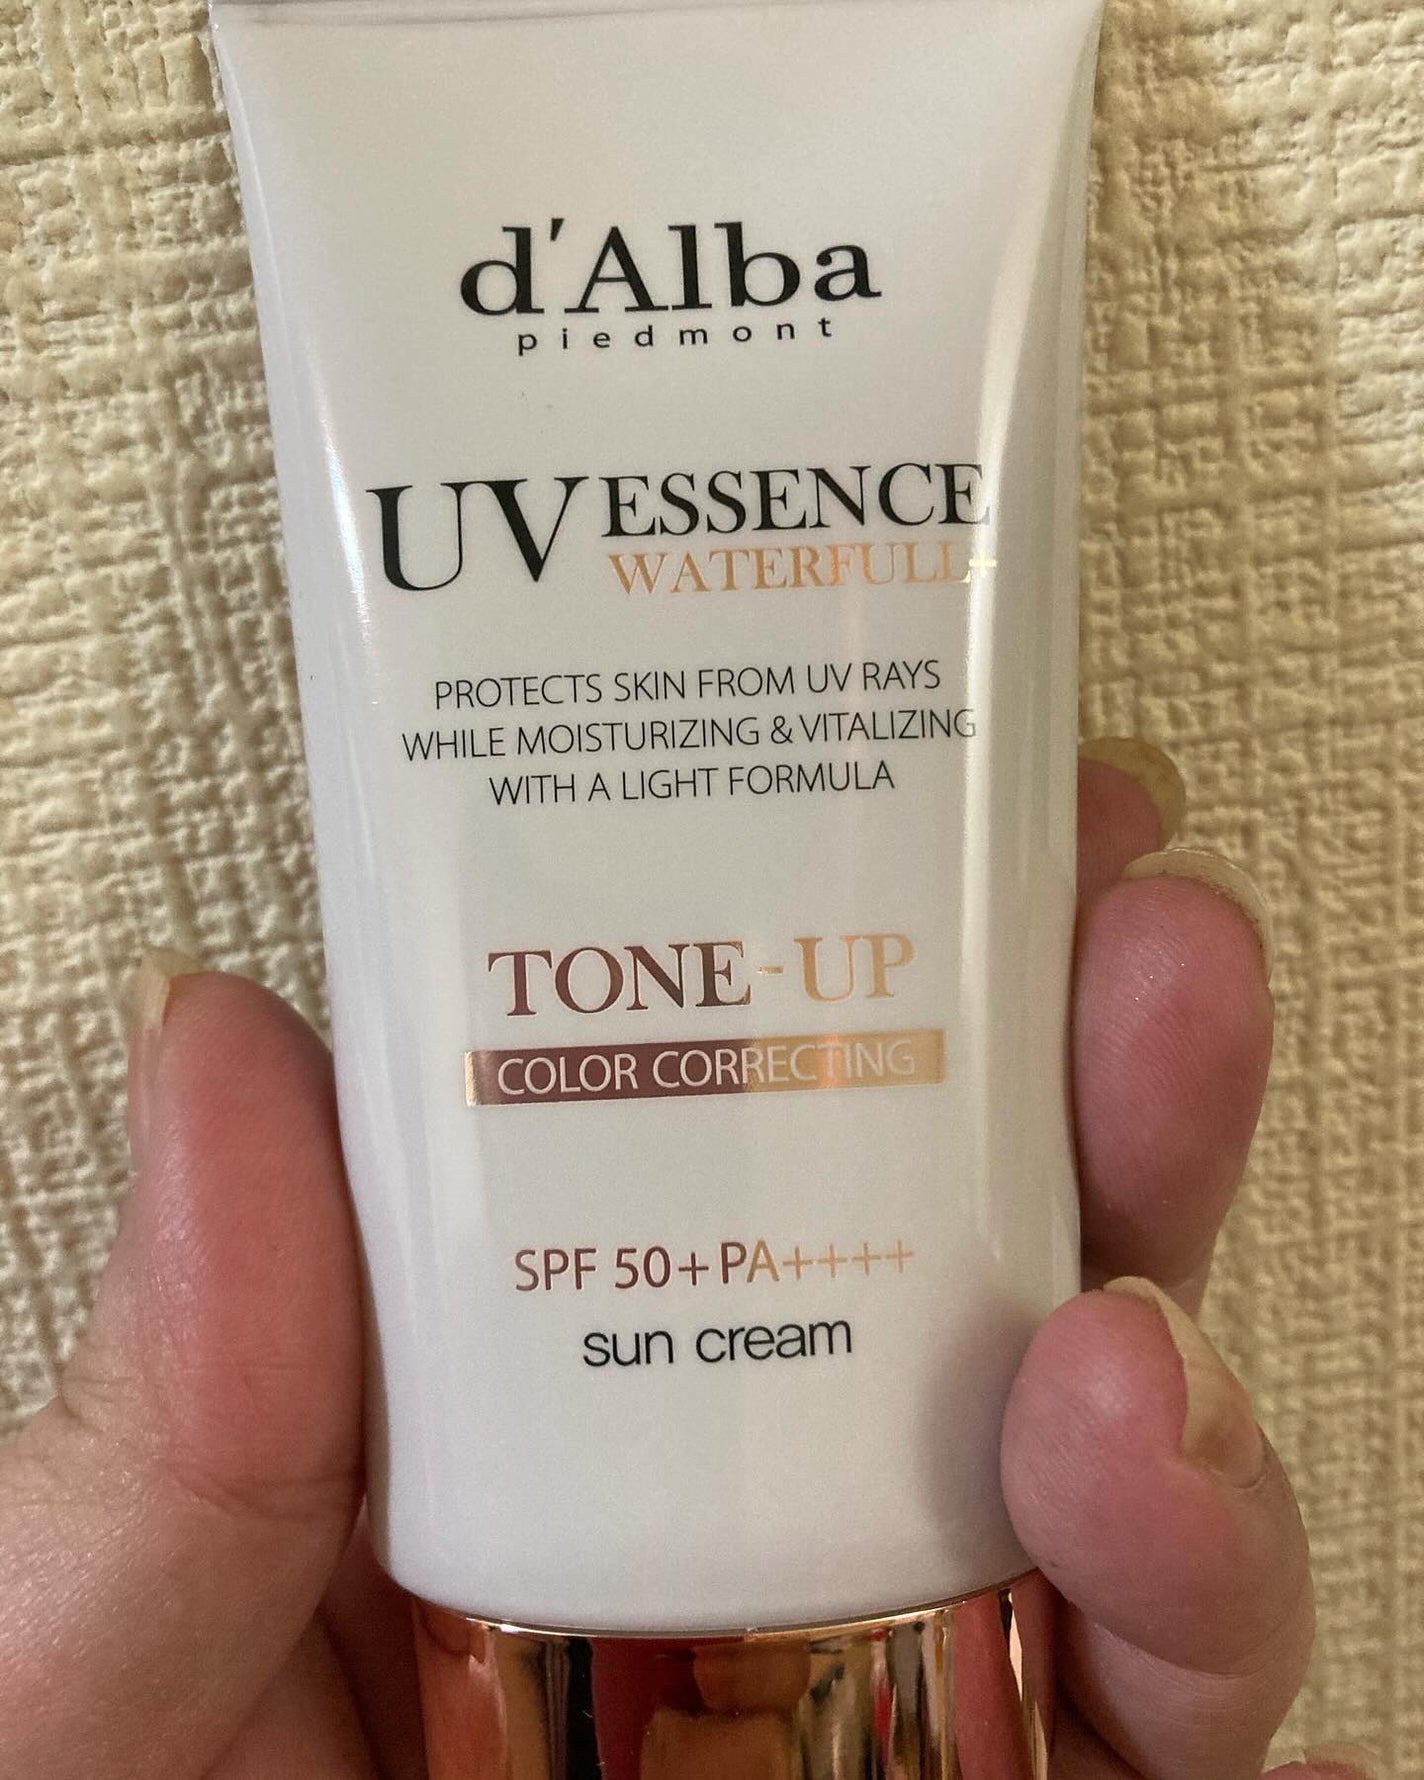 d'Alba
piedmont
UV ESSENCE
WATERFULL+
PROTECTS SKIN FROM UV RAYS
WHILE MOISTURIZING & VITALIZING
WITH A LIGHT FORMULA
TONE-UP
COLOR CORRECTING
SPF 50+PA++++
sun cream